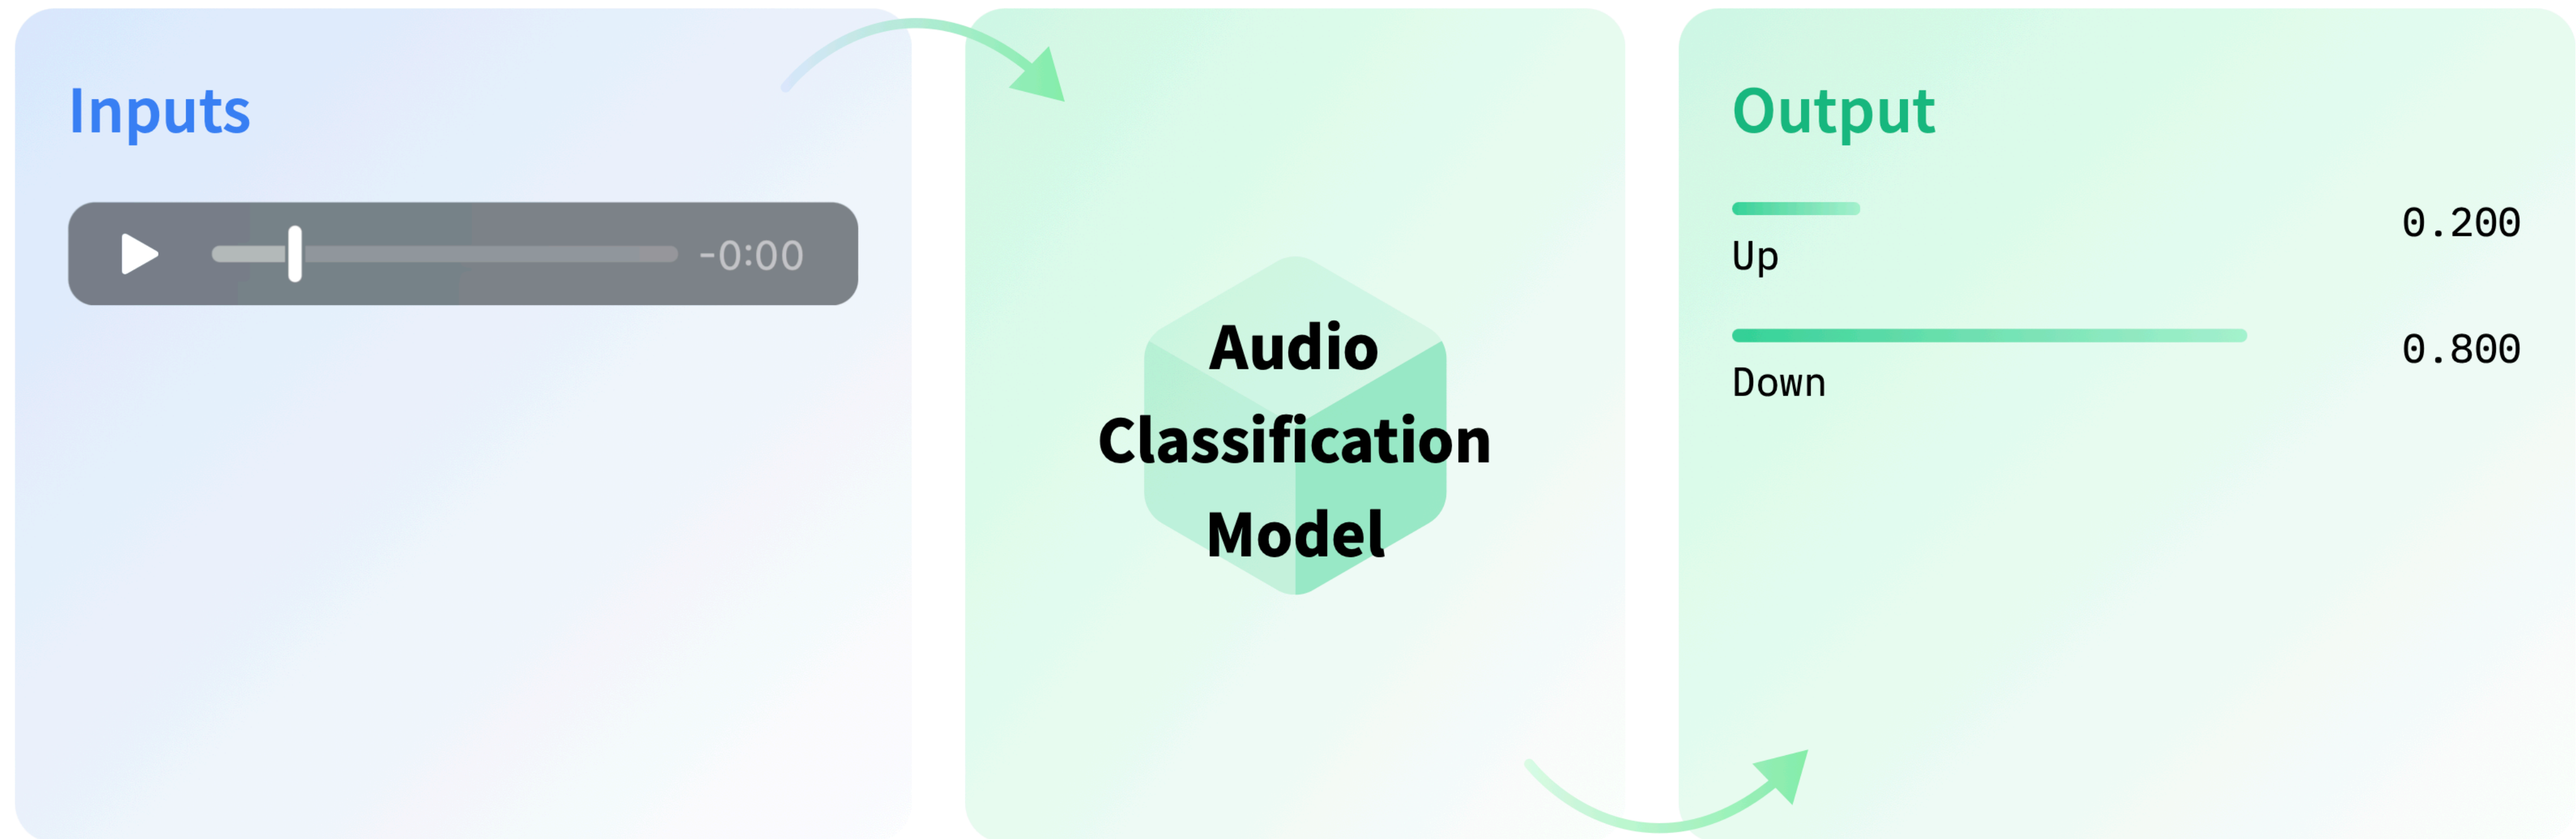 Inputs
-0:00
Audio
Classification
Model
Output
0.200
Up
0.800
Down